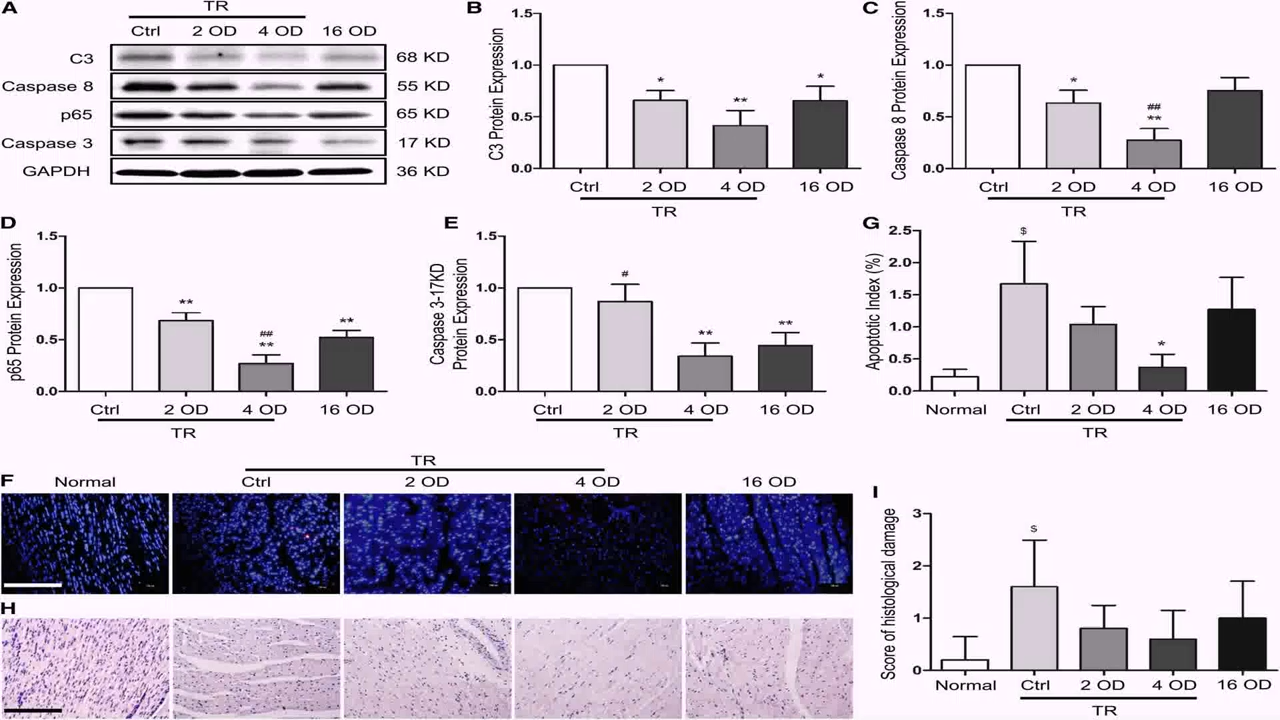 A
TR
Ctrl 2 OD 4 OD 16 OD
C3 68 KD
Caspase 8 55 KD
p65 65 KD
Caspase 3 17 KD
GAPDH 36 KD
B
C3 Protein Expression
1.5
1.0
0.5
0.0
*
**
*
Ctrl 2 OD 4 OD 16 OD
TR
C
Caspase 8 Protein Expression
1.5
1.0
0.5
0.0
*
##
**
Ctrl 2 OD 4 OD 16 OD
TR
D
p65 Protein Expression
1.5
1.0
0.5
0.0
**
##
**
**
Ctrl 2 OD 4 OD 16 OD
TR
E
Caspase 3-17KD
Protein Expression
1.5
1.0
0.5
0.0
#
**
**
Ctrl 2 OD 4 OD 16 OD
TR
G
Apoptotic Index (%)
2.5
2.0
1.5
1.0
0.5
0.0
$
*
Normal Ctrl 2 OD 4 OD 16 OD
TR
F
TR
Normal Ctrl 2 OD 4 OD 16 OD
H
I
Score of histological damage
3
2
1
0
$
Normal Ctrl 2 OD 4 OD 16 OD
TR